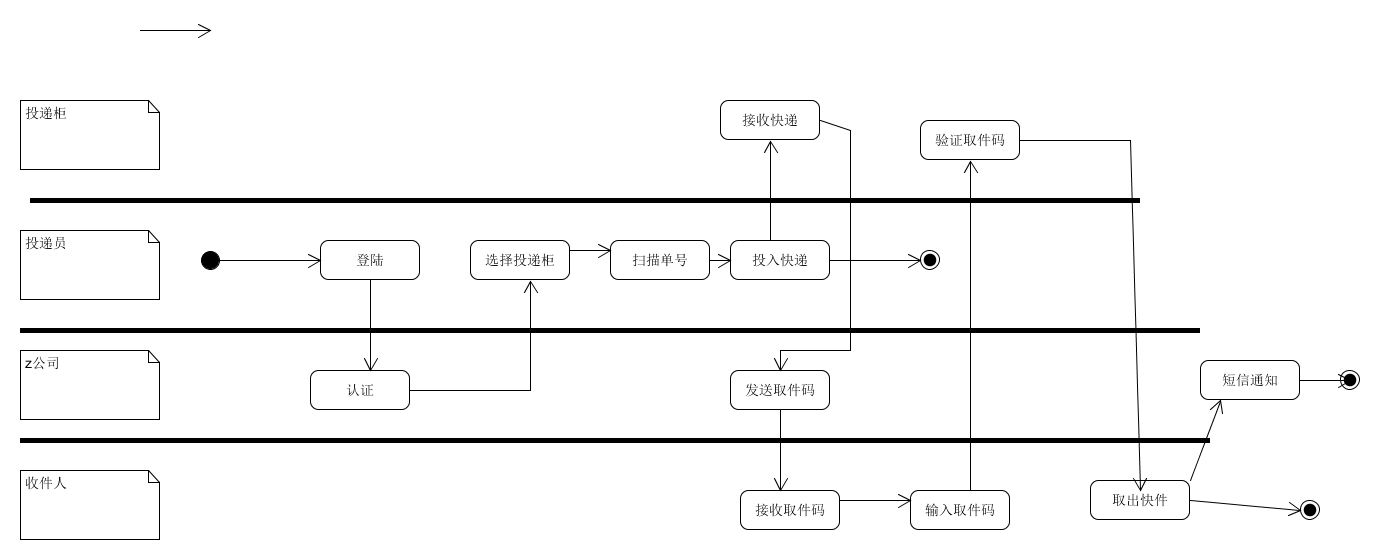 投递柜
接收快递
验证取件码
投递员
登陆
选择投递柜
扫描单号
投入快递
z公司
认证
发送取件码
短信通知
收件人
接收取件码
输入取件码
取出快件